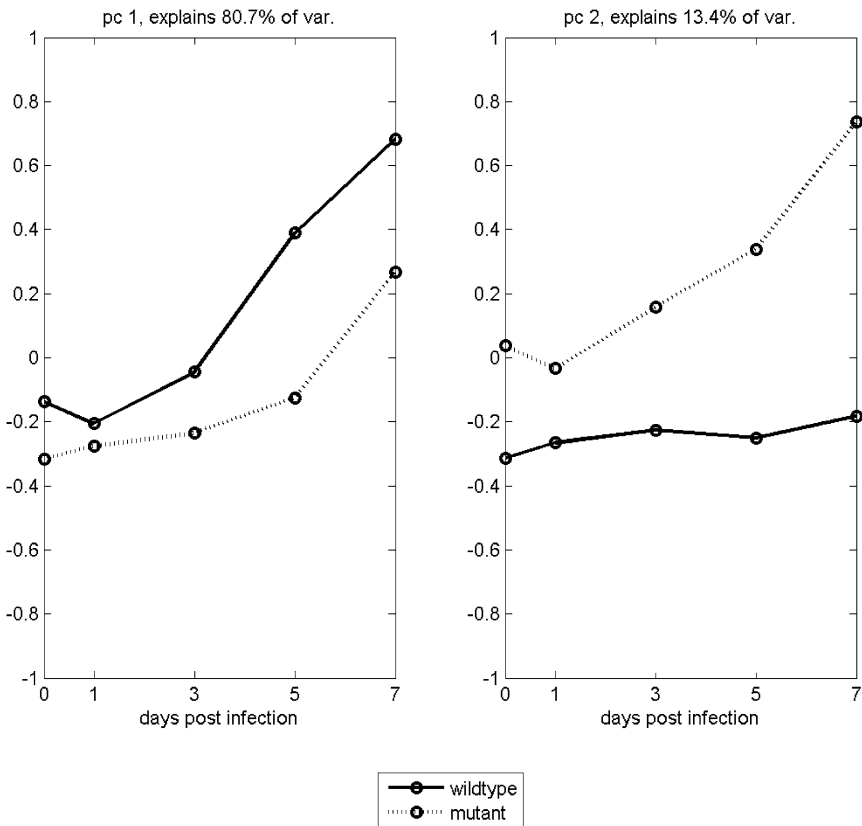 pc 1, explains 80.7% of var.
1
0.8
0.6
0.4
0.2
0
-0.2
-0.4
-0.6
-0.8
-1
0 1 3 5 7
days post infection
pc 2, explains 13.4% of var.
1
0.8
0.6
0.4
0.2
0
-0.2
-0.4
-0.6
-0.8
-1
0 1 3 5 7
days post infection
wildtype
mutant